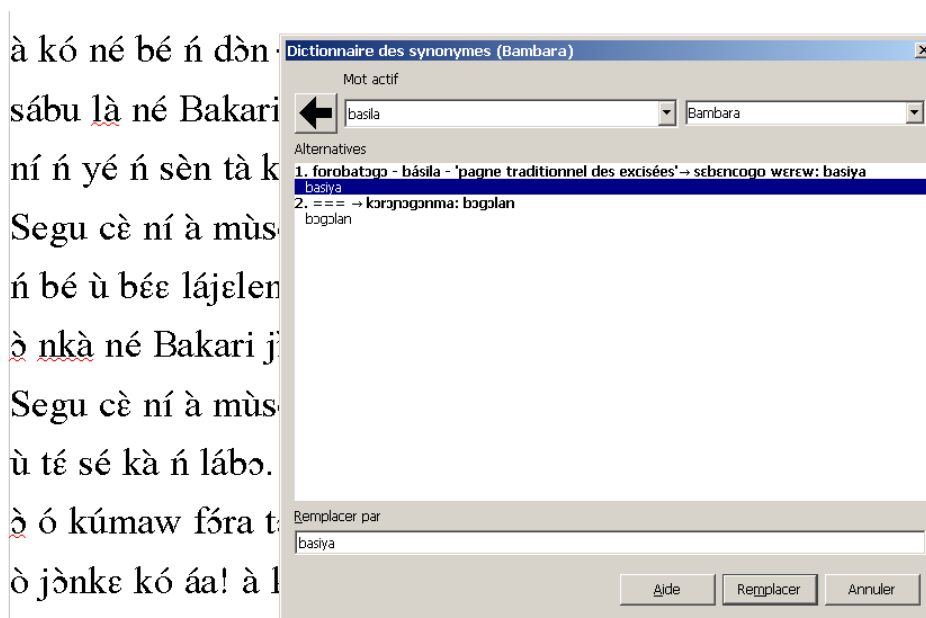 à kó né bé ń dɔ̀n
sábu là né Bakari
ní ń yé ń sèn tà
Segu cɛ̀ ní à
ń bé ù bɛ́ɛ
ɔ̀ nkà né Bakari
Segu cɛ̀ ní à
ù tɛ́ sé kà ń lábɔ.
ɔ̀ ó kúmaw fɔ́ra
ò jɔ̀nkɛ kó áa! à
Dictionnaire des synonymes (Bambara)
Mot actif
basila
Bambara
Alternatives
1. forobatɔgɔ - básila - 'pagne traditionnel des excisées'→ sɛbɛncogo wɛrɛw: basiya
basiya
2. === → kɔrɔɲɔgɔnma: bɔgɔlan
bɔgɔlan
Remplacer par
basiya
Aide
Remplacer
Annuler